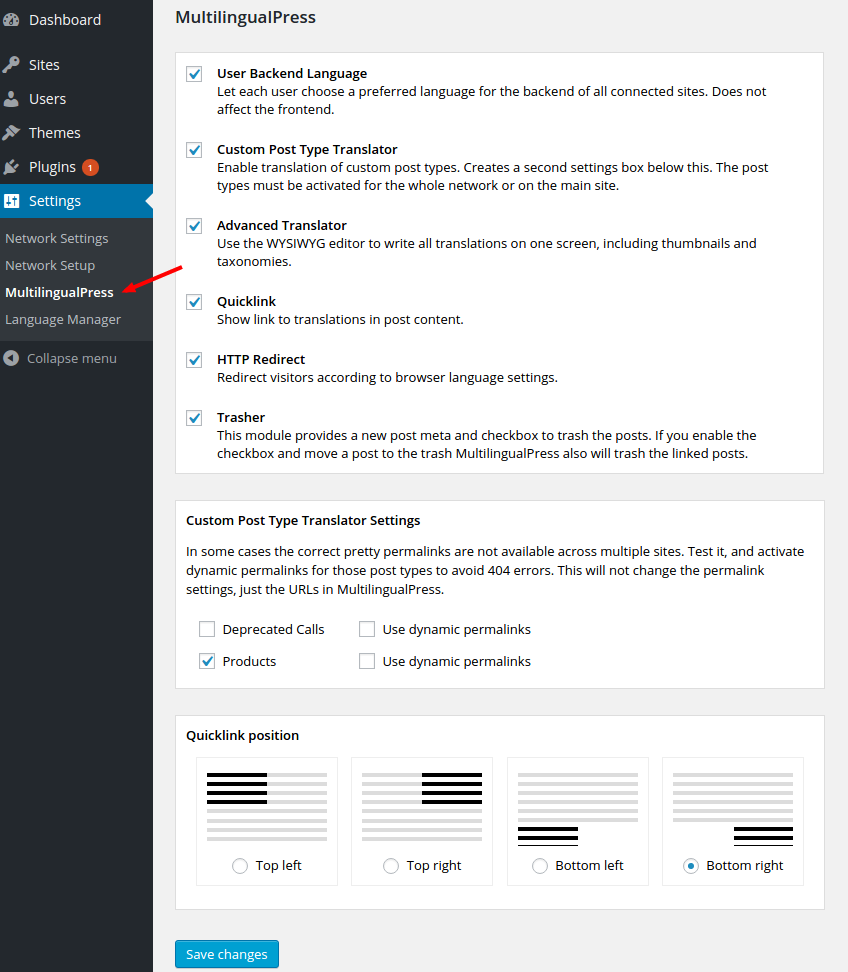 Dashboard
Sites
Users
Themes
Plugins 1
Settings
Network Settings
Network Setup
MultilingualPress
Language Manager
Collapse menu
MultilingualPress
User Backend Language
Let each user choose a preferred language for the backend of all connected sites. Does not
affect the frontend.
Custom Post Type Translator
Enable translation of custom post types. Creates a second settings box below this. The post
types must be activated for the whole network or on the main site.
Advanced Translator
Use the WYSIWYG editor to write all translations on one screen, including thumbnails and
taxonomies.
Quicklink
Show link to translations in post content.
HTTP Redirect
Redirect visitors according to browser language settings.
Trasher
This module provides a new post meta and checkbox to trash the posts. If you enable the
checkbox and move a post to the trash MultilingualPress also will trash the linked posts.
Custom Post Type Translator Settings
In some cases the correct pretty permalinks are not available across multiple sites. Test it, and activate
dynamic permalinks for those post types to avoid 404 errors. This will not change the permalink
settings, just the URLs in MultilingualPress.
Deprecated Calls Use dynamic permalinks
Products Use dynamic permalinks
Quicklink position
Top left Top right Bottom left Bottom right
Save changes